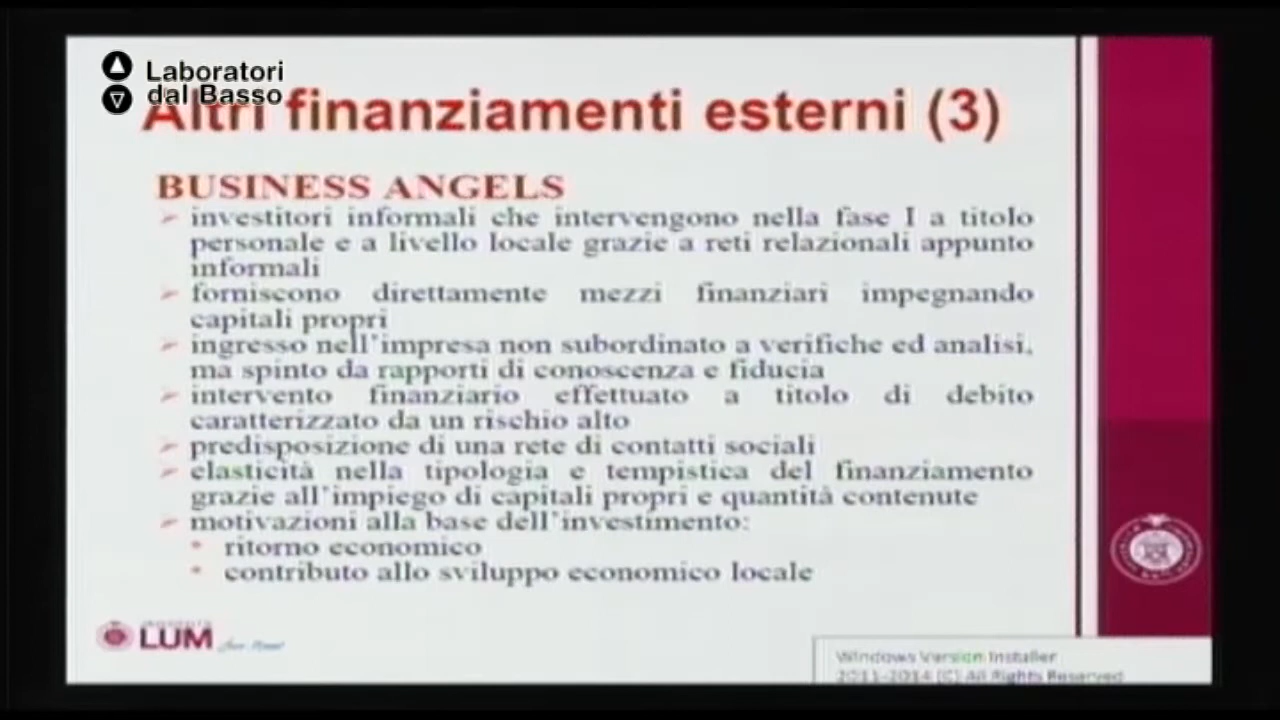 Laboratori
dal Basso
Altri finanziamenti esterni (3)
BUSINESS ANGELS
➢ investitori informali che intervengono nella fase I a titolo
personale e a livello locale grazie a reti relazionali appunto
informali
➢ forniscono direttamente mezzi finanziari impegnando
capitali propri
➢ ingresso nell'impresa non subordinato a verifiche ed analisi,
ma spinto da rapporti di conoscenza e fiducia
➢ intervento finanziario effettuato a titolo di debito
caratterizzato da un rischio alto
➢ predisposizione di una rete di contatti sociali
➢ elasticità nella tipologia e tempistica del finanziamento
grazie all'impiego di capitali propri e quantità contenute
➢ motivazioni alla base dell'investimento:
• ritorno economico
• contributo allo sviluppo economico locale
LUM
Windows Version Installer
2011-2014 (C) All Rights Reserved